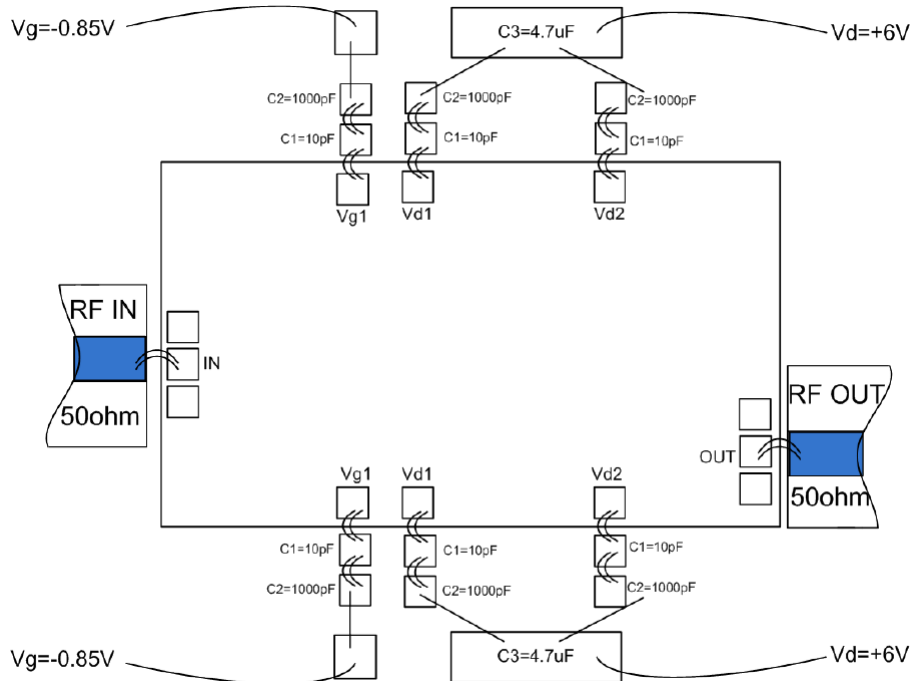 Vg=-0.85V
C3=4.7uF
Vd=+6V
C2=1000pF
C2=1000pF
C2=1000pF
C1=10pF
C1=10pF
C1=10pF
Vg1
Vd1
Vd2
RF IN
IN
50ohm
RF OUT
OUT
50ohm
Vg1
Vd1
Vd2
C1=10pF
C1=10pF
C1=10pF
C2=1000pF
C2=1000pF
C2=1000pF
Vg=-0.85V
C3=4.7uF
Vd=+6V